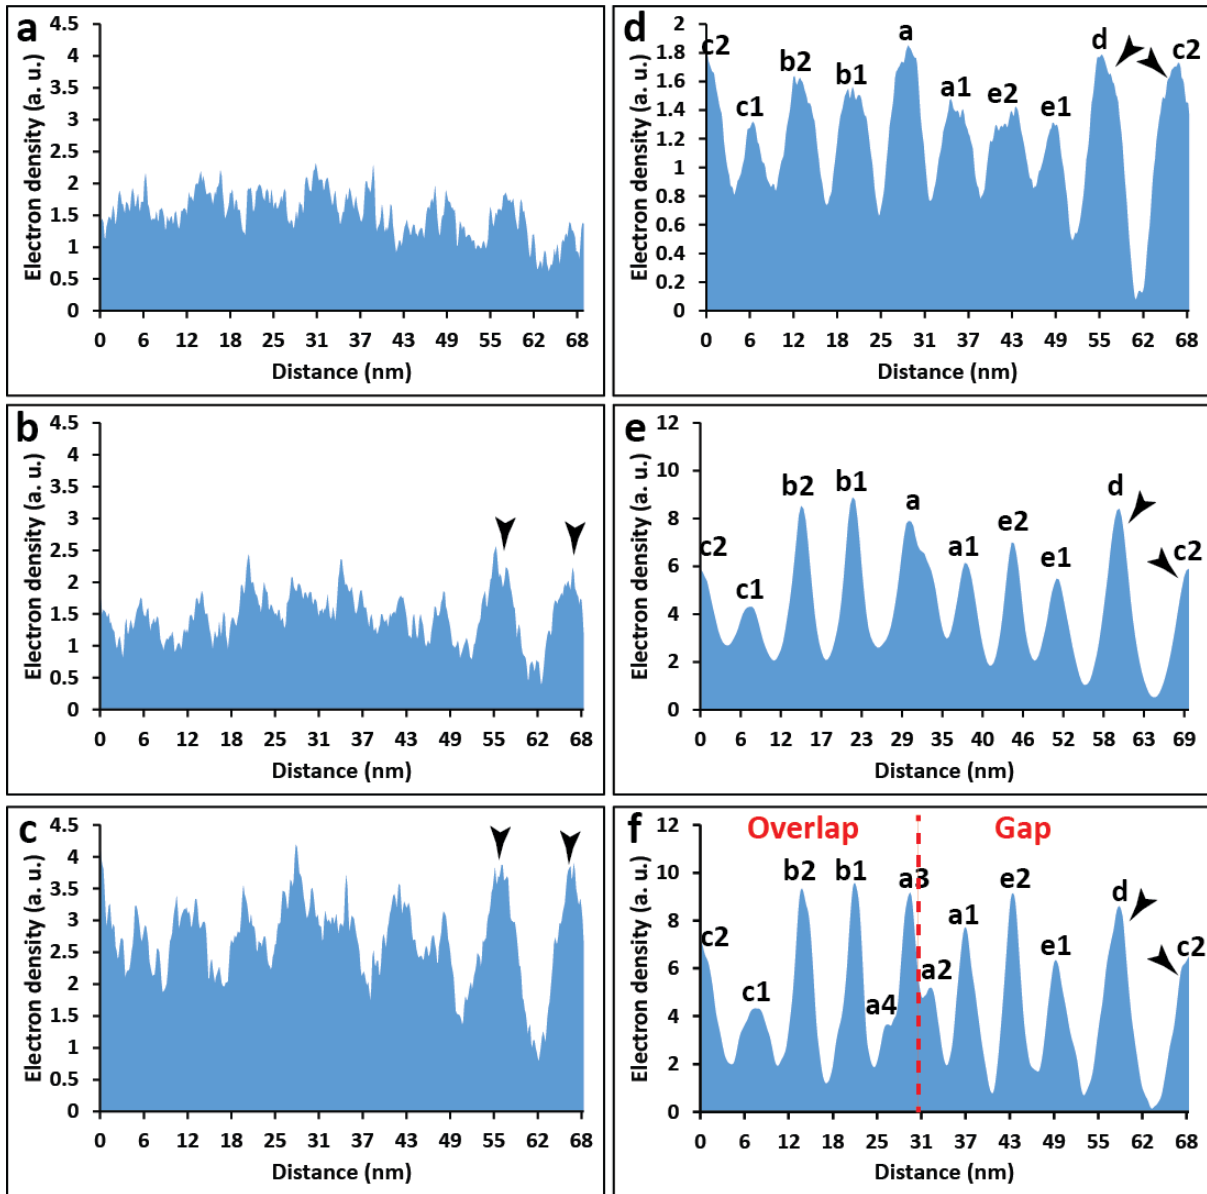 a
Electron density (a. u.)
4.5
4
3.5
3
2.5
2
1.5
1
0.5
0
0 6 12 18 25 31 37 43 49 55 62 68
Distance (nm)
d
Electron density (a. u.)
2
1.8
1.6
1.4
1.2
1
0.8
0.6
0.4
0.2
0
c2 c1 b2 b1 a a1 e2 e1 d c2
0 6 12 18 25 31 37 43 49 55 62 68
Distance (nm)
b
Electron density (a. u.)
4.5
4
3.5
3
2.5
2
1.5
1
0.5
0
0 6 12 18 25 31 37 43 49 55 62 68
Distance (nm)
e
Electron density (a. u.)
12
10
8
6
4
2
0
c2 c1 b2 b1 a a1 e2 e1 d c2
0 6 12 17 23 29 35 40 46 52 58 63 69
Distance (nm)
c
Electron density (a. u.)
4.5
4
3.5
3
2.5
2
1.5
1
0.5
0
0 6 12 18 25 31 37 43 49 55 62 68
Distance (nm)
f
Overlap Gap
Electron density (a. u.)
12
10
8
6
4
2
0
c2 c1 b2 b1 a4 a3 a2 a1 e2 e1 d c2
0 6 12 18 25 31 37 43 49 55 62 68
Distance (nm)